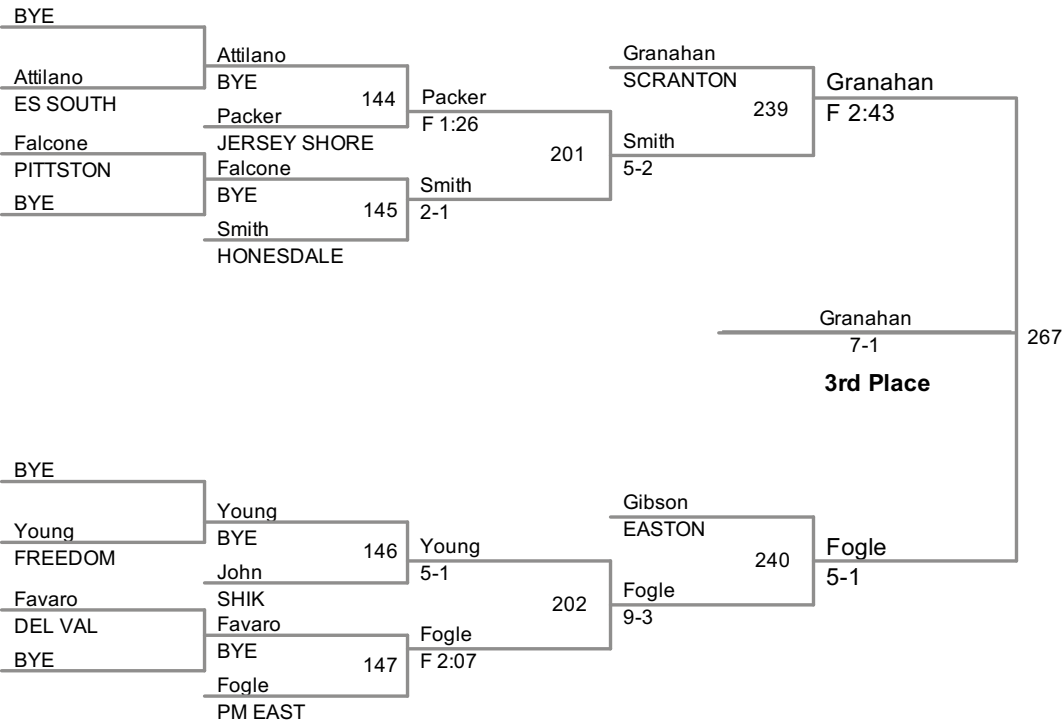 BYE
Attilano
ES SOUTH
Falcone
PITTSTON
BYE
Attilano
BYE
144
Packer
JERSEY SHORE
Falcone
BYE
145
Smith
HONESDALE
Packer
F 1:26
201
Smith
2-1
Granahan
SCRANTON
239
Smith
5-2
Granahan
F 2:43
Granahan
7-1
3rd Place
267
BYE
Young
FREEDOM
Favaro
DEL VAL
BYE
Young
BYE
146
John
SHIK
Favaro
BYE
147
Fogle
PM EAST
Young
5-1
202
Fogle
F 2:07
Gibson
EASTON
240
Fogle
9-3
Fogle
5-1